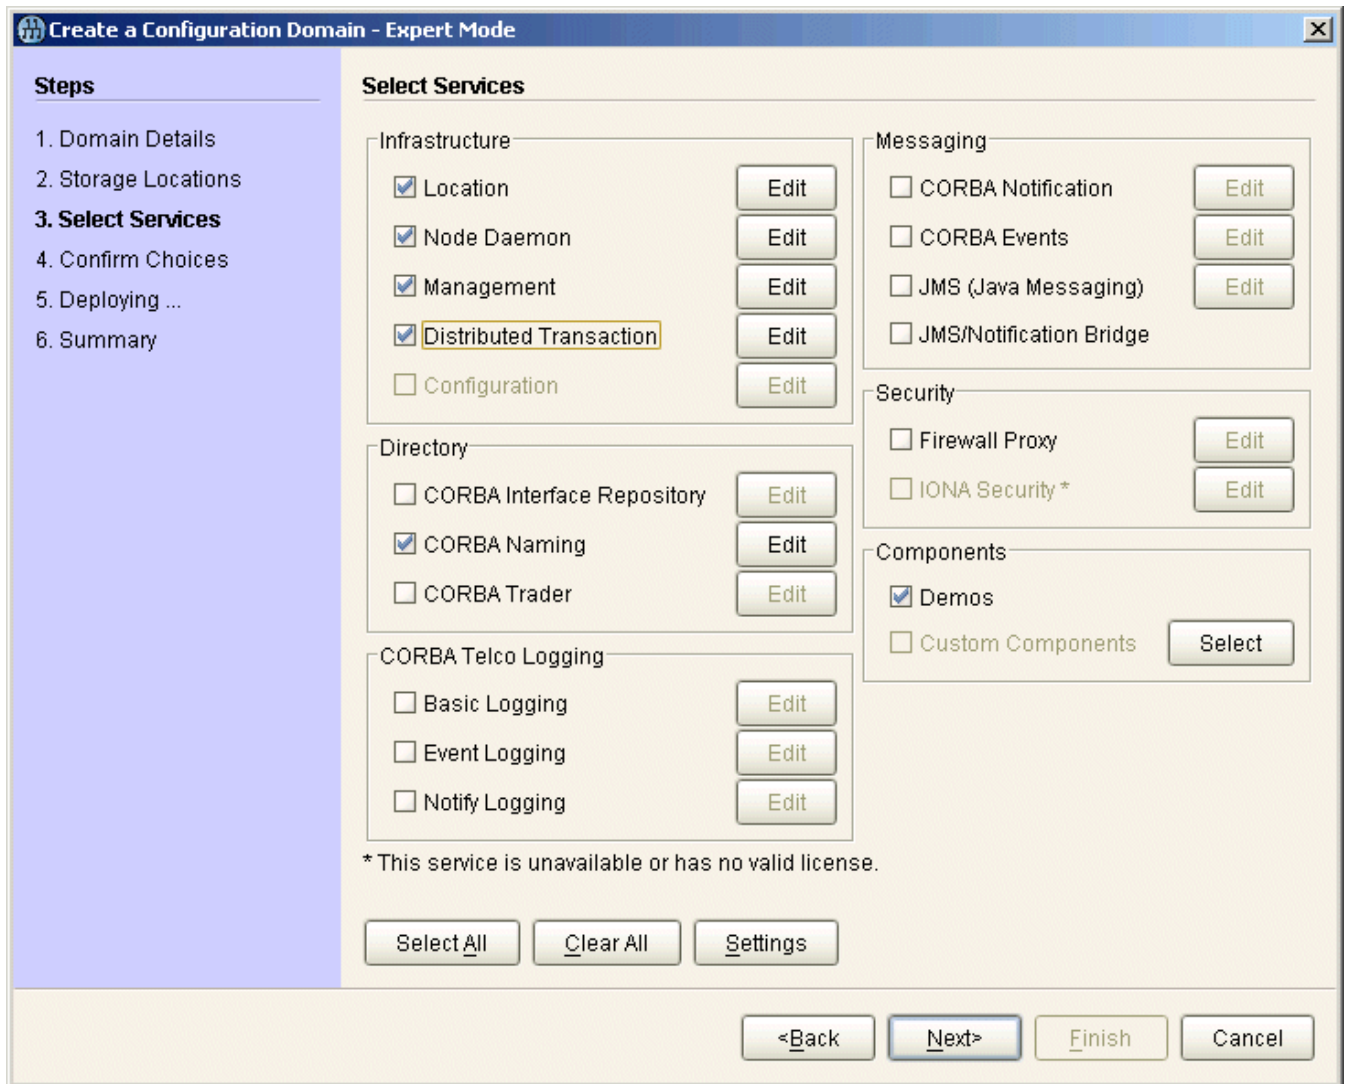 Create a Configuration Domain - Expert Mode
Steps
1. Domain Details
2. Storage Locations
3. Select Services
4. Confirm Choices
5. Deploying ...
6. Summary
Select Services
Infrastructure
Location Edit
Node Daemon Edit
Management Edit
Distributed Transaction Edit
Configuration Edit
Directory
CORBA Interface Repository Edit
CORBA Naming Edit
CORBA Trader Edit
CORBA Telco Logging
Basic Logging Edit
Event Logging Edit
Notify Logging Edit
Messaging
CORBA Notification Edit
CORBA Events Edit
JMS (Java Messaging) Edit
JMS/Notification Bridge
Security
Firewall Proxy Edit
IONA Security * Edit
Components
Demos
Custom Components Select
* This service is unavailable or has no valid license.
Select All Clear All Settings
<Back Next> Finish Cancel